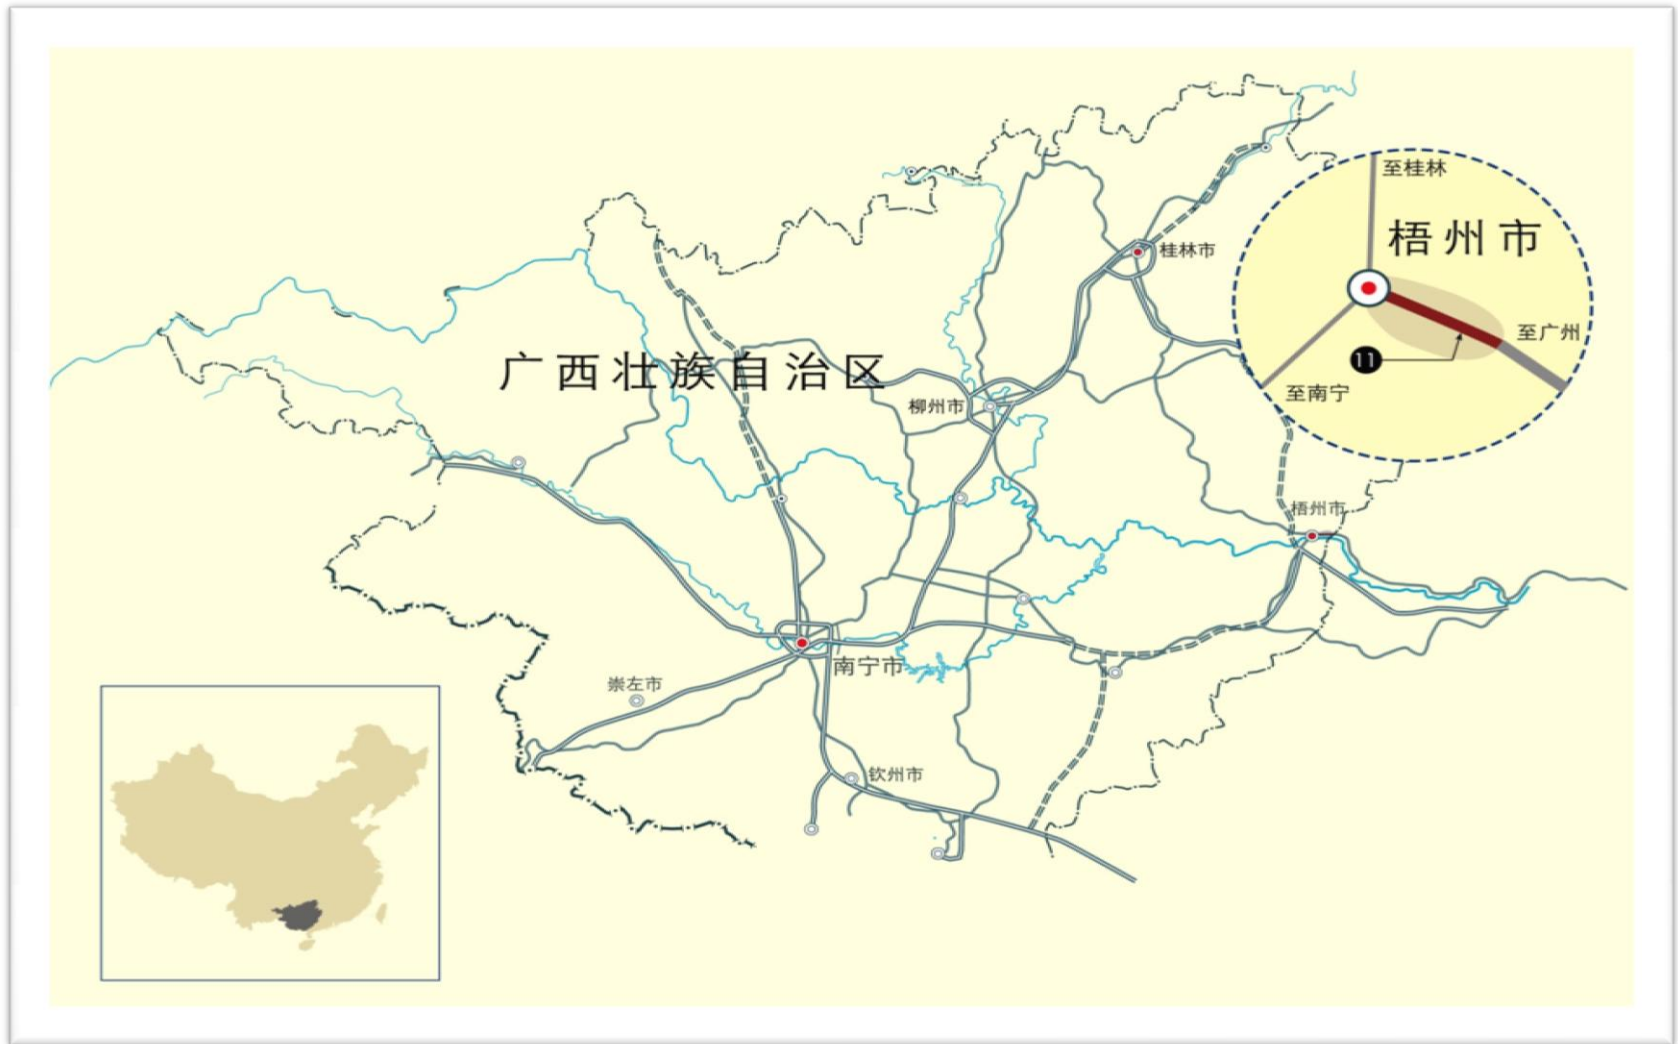 至桂林
梧州市
桂林市
至广州
11
广西壮族自治区
至南宁
柳州市
梧州市
南宁市
崇左市
钦州市